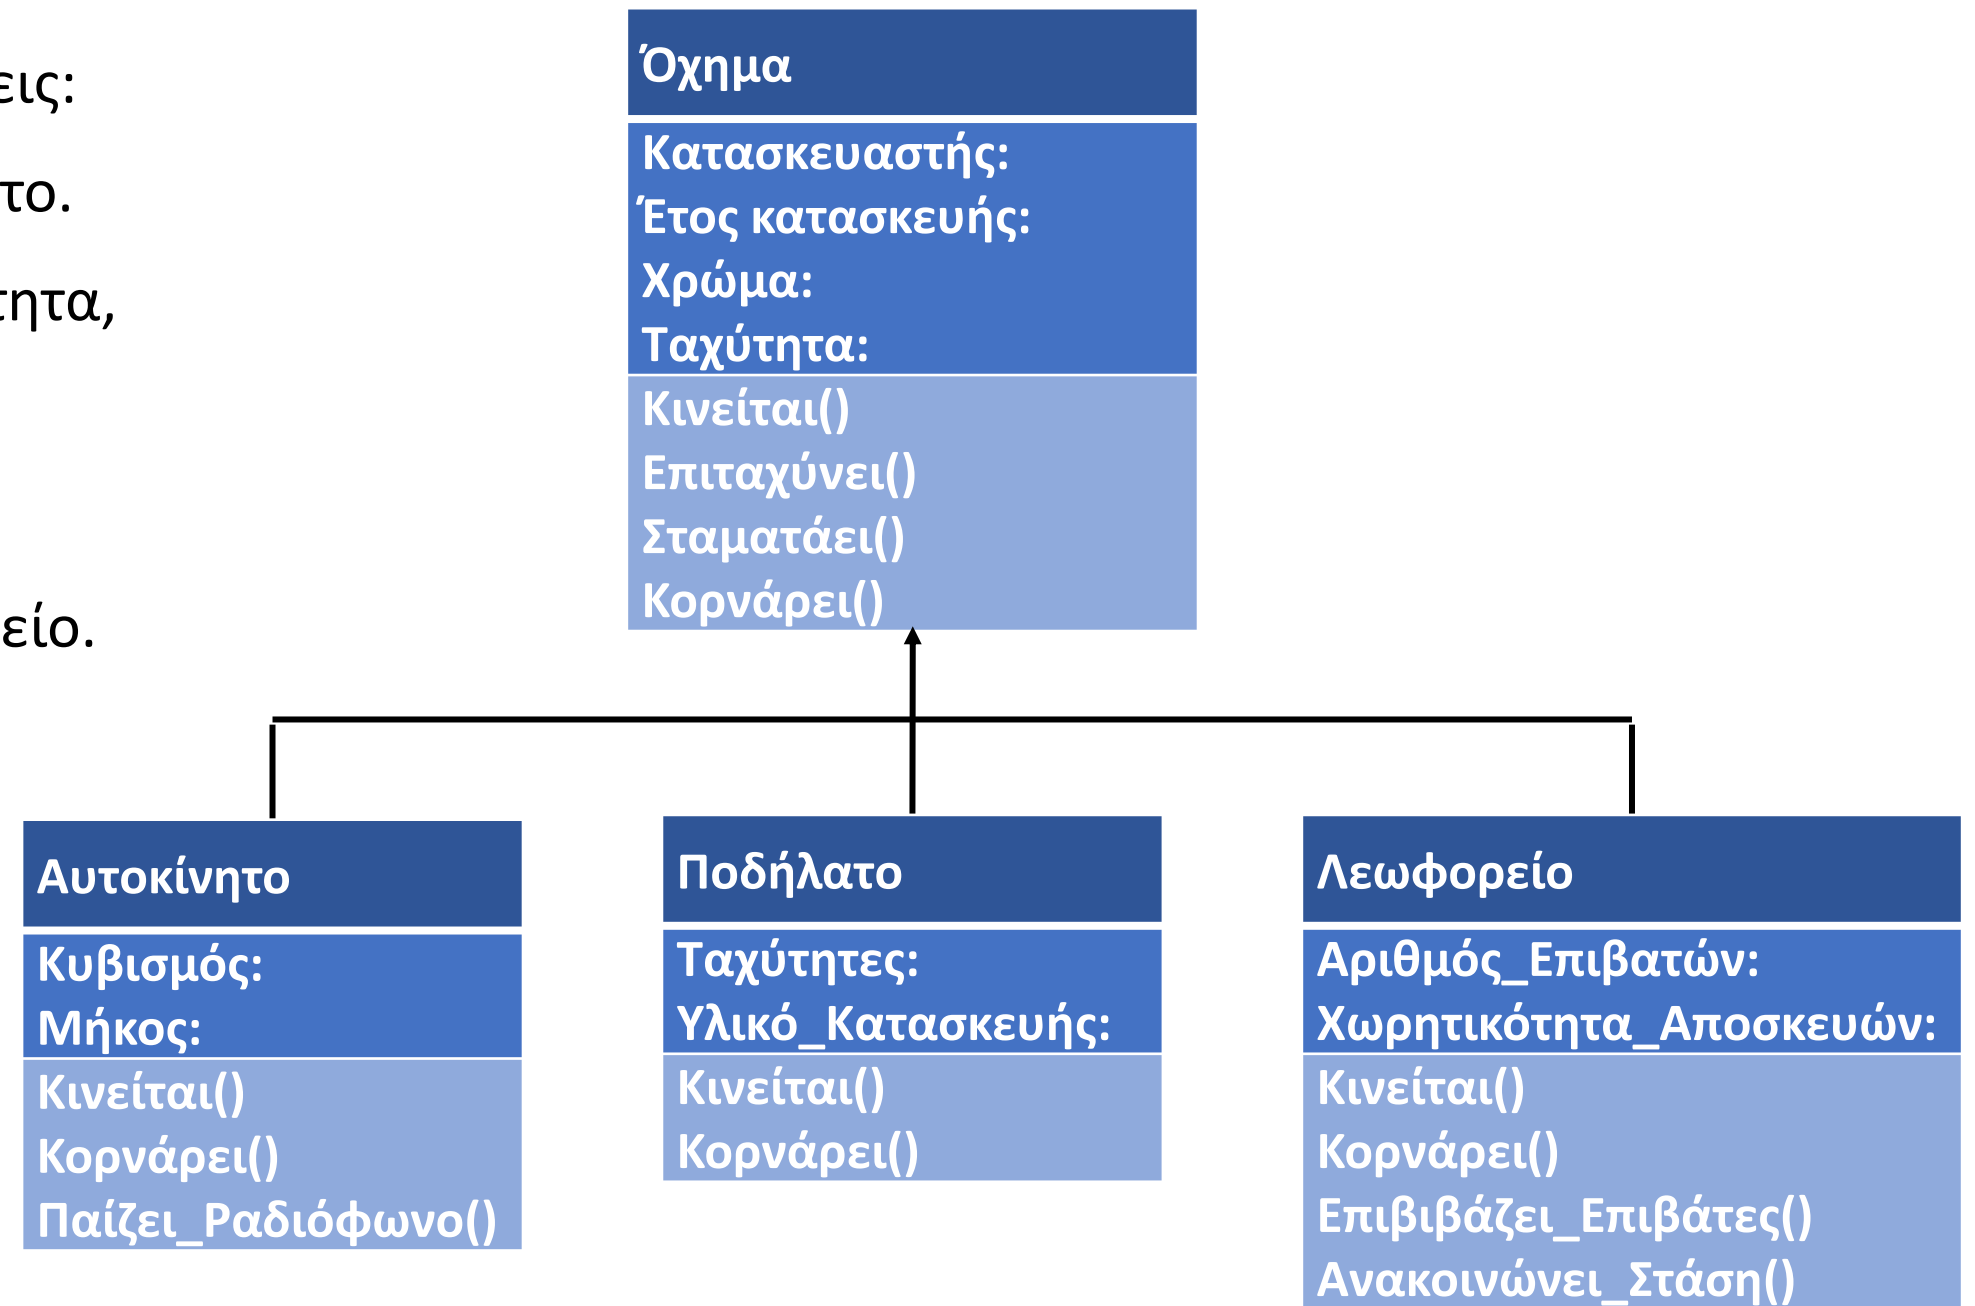 εις:
το.
τητα,
είο.
Όχημα
Κατασκευαστής:
Έτος κατασκευής:
Χρώμα:
Ταχύτητα:
Κινείται()
Επιταχύνει()
Σταματάει()
Κορνάρει()
Αυτοκίνητο
Κυβισμός:
Μήκος:
Κινείται()
Κορνάρει()
Παίζει_Ραδιόφωνο()
Ποδήλατο
Ταχύτητες:
Υλικό_Κατασκευής:
Κινείται()
Κορνάρει()
Λεωφορείο
Αριθμός_Επιβατών:
Χωρητικότητα_Αποσκευών:
Κινείται()
Κορνάρει()
Επιβιβάζει_Επιβάτες()
Ανακοινώνει_Στάση()